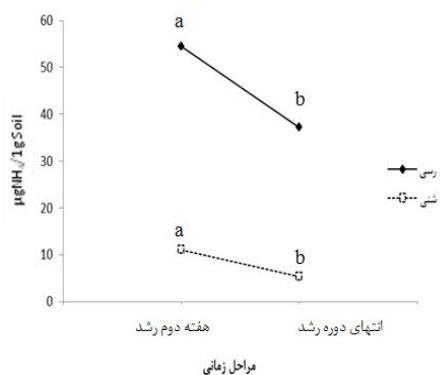 60
a
50
40
b
30
20
a
10
b
0
µgNH₄/1gSoil
رسی
شنی
هفته دوم رشد
انتهای دوره رشد
مراحل زمانی